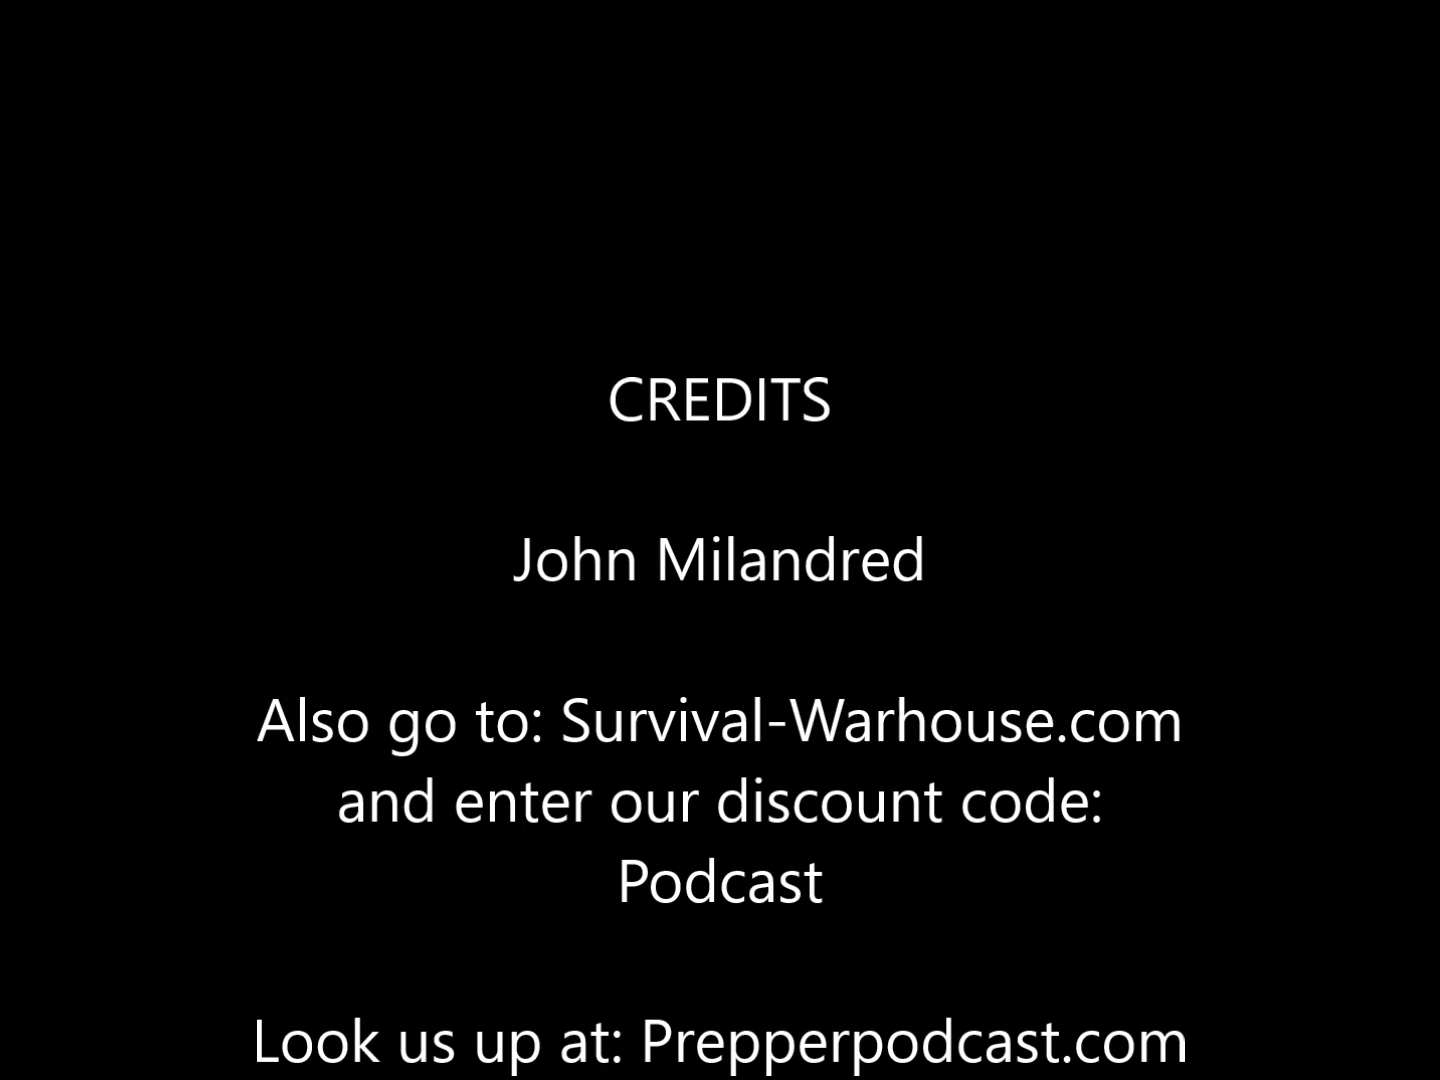 CREDITS
John Milandred
Also go to: Survival-Warhouse.com
and enter our discount code:
Podcast
Look us up at: Prepperpodcast.com